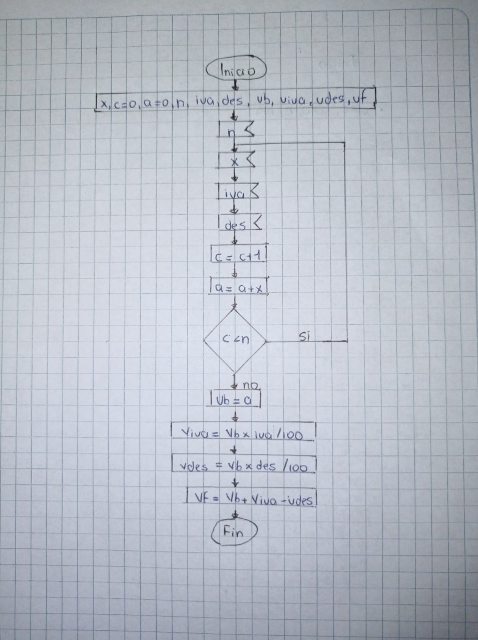 Inicio
x, c=0, a=0, n, iva, des, vb, viva, vdes, vf
n
x
iva
des
c = c+1
a = a+x
c<n
si
no
Vb = a
Viva = Vb x iva /100
vdes = vb x des /100
Vf = Vb + Viva - vdes
Fin